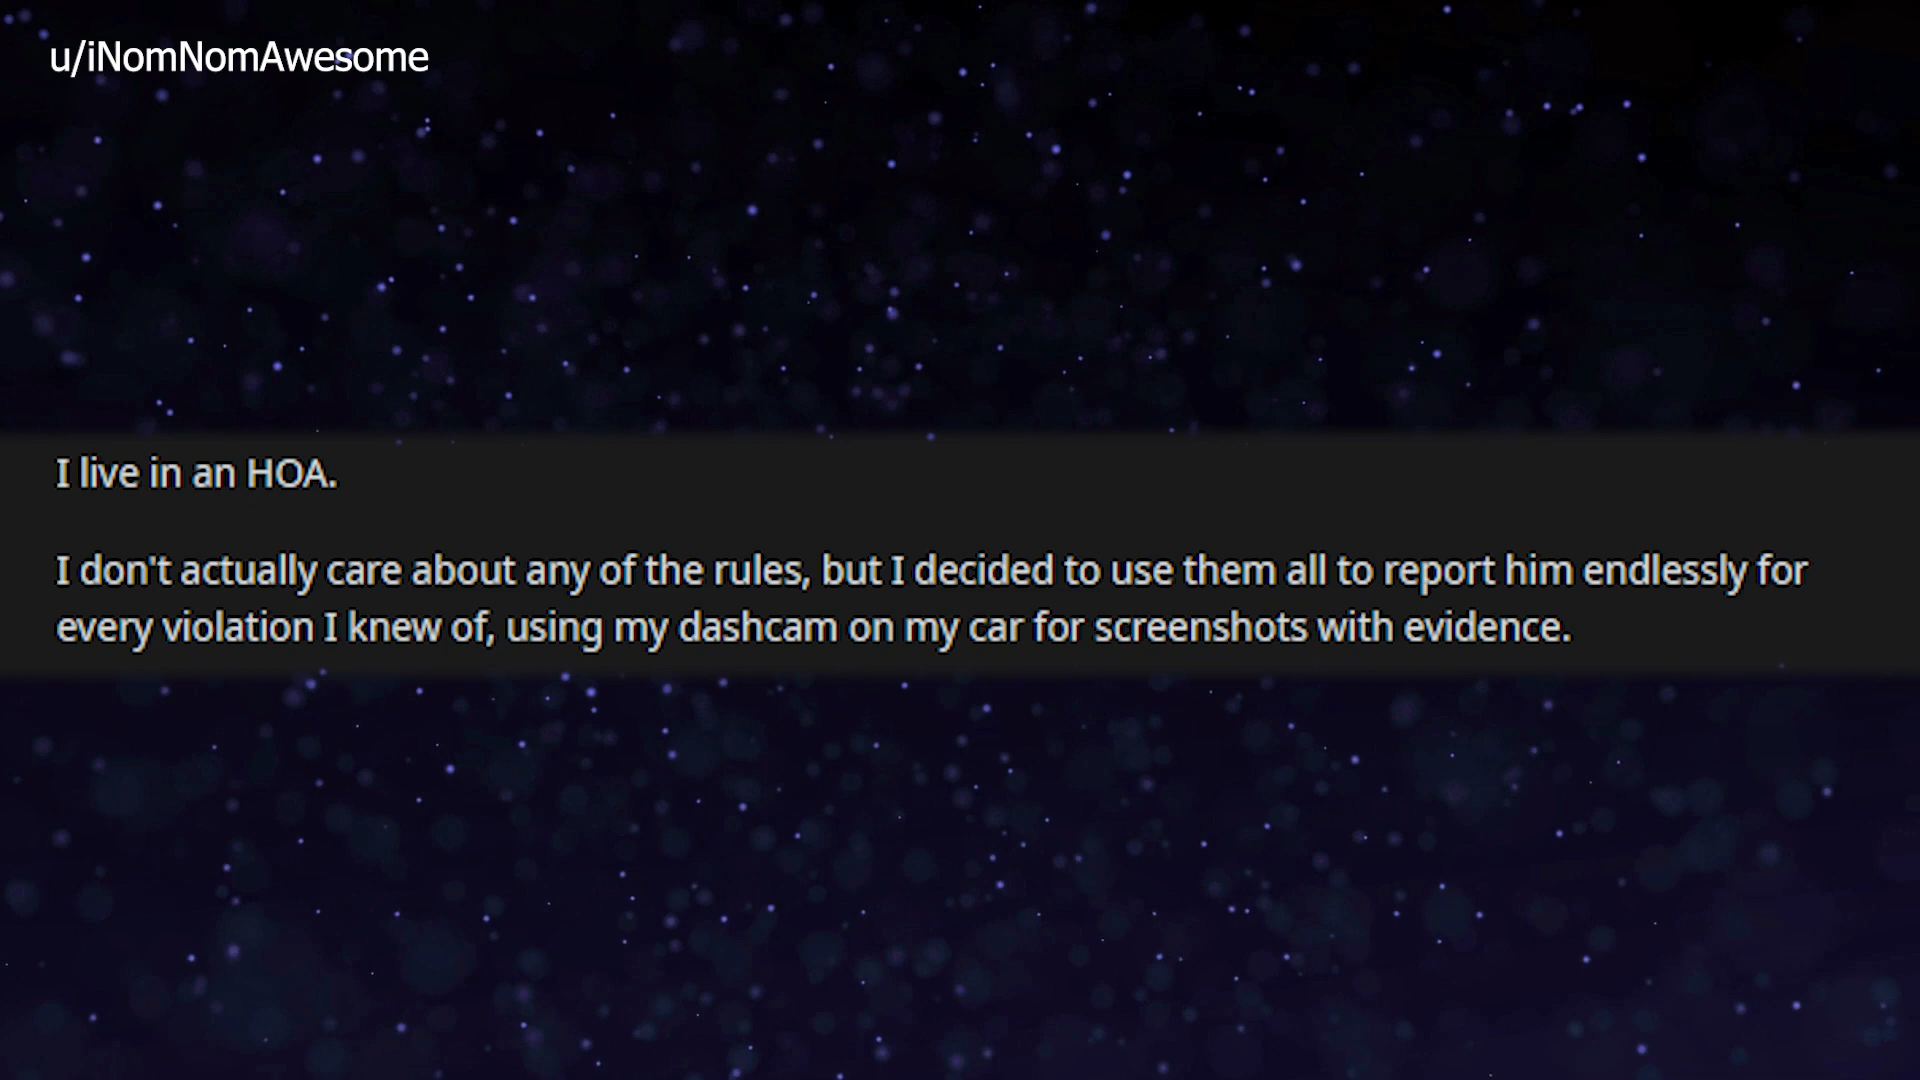 u/iNomNomAwesome
I live in an HOA.
I don't actually care about any of the rules, but I decided to use them all to report him endlessly for
every violation I knew of, using my dashcam on my car for screenshots with evidence.